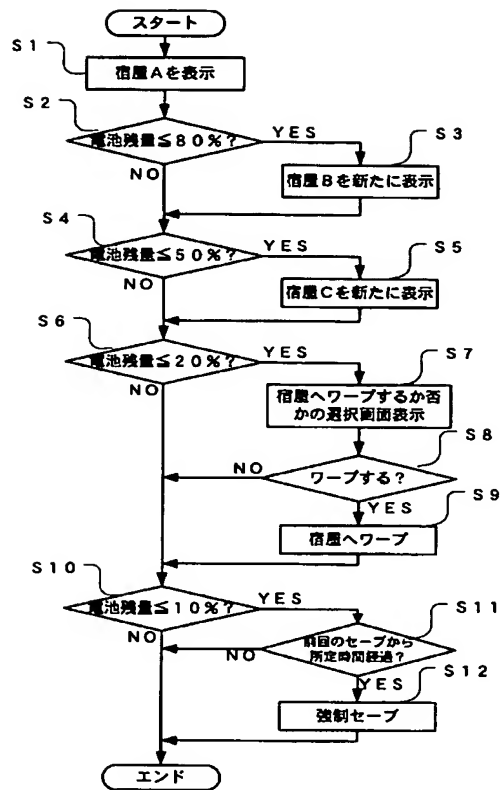 スタート
S1
宿屋Aを表示
S2
電池残量≦80%?
YES
NO
S3
宿屋Bを新たに表示
S4
電池残量≦50%?
YES
NO
S5
宿屋Cを新たに表示
S6
電池残量≦20%?
YES
NO
S7
宿屋へワープするか否
かの選択画面表示
S8
ワープする?
NO
YES
S9
宿屋へワープ
S10
電池残量≦10%?
YES
NO
S11
前回のセーブから
所定時間経過?
NO
YES
S12
強制セーブ
エンド